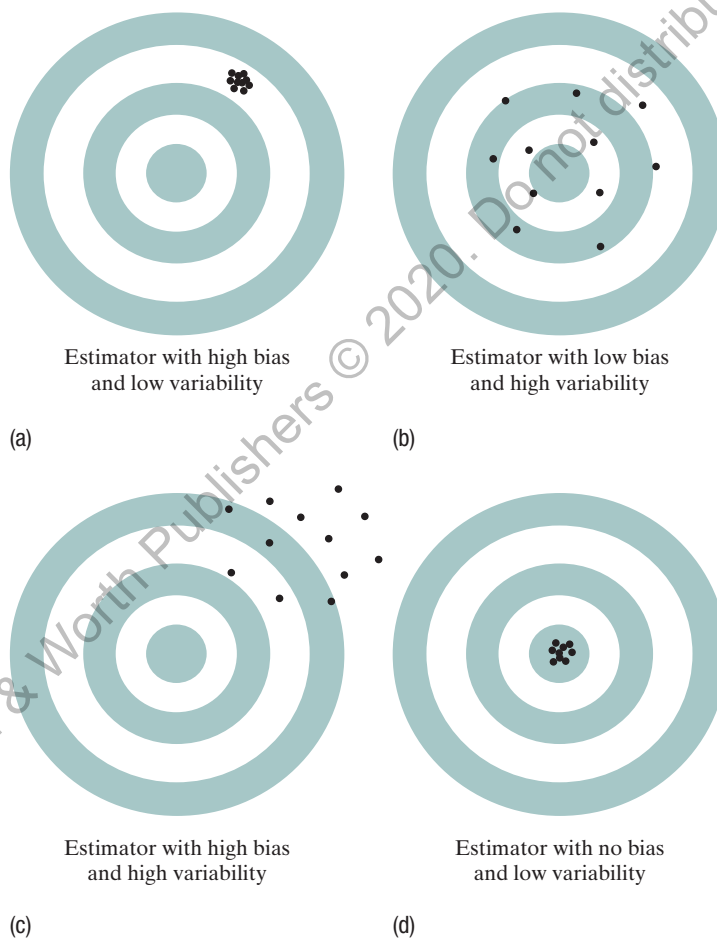 Estimator with high bias
and low variability
(a)
Estimator with low bias
and high variability
(b)
Estimator with high bias
and high variability
(c)
Estimator with no bias
and low variability
(d)
& Worth Publishers © 2020. Do not distribu